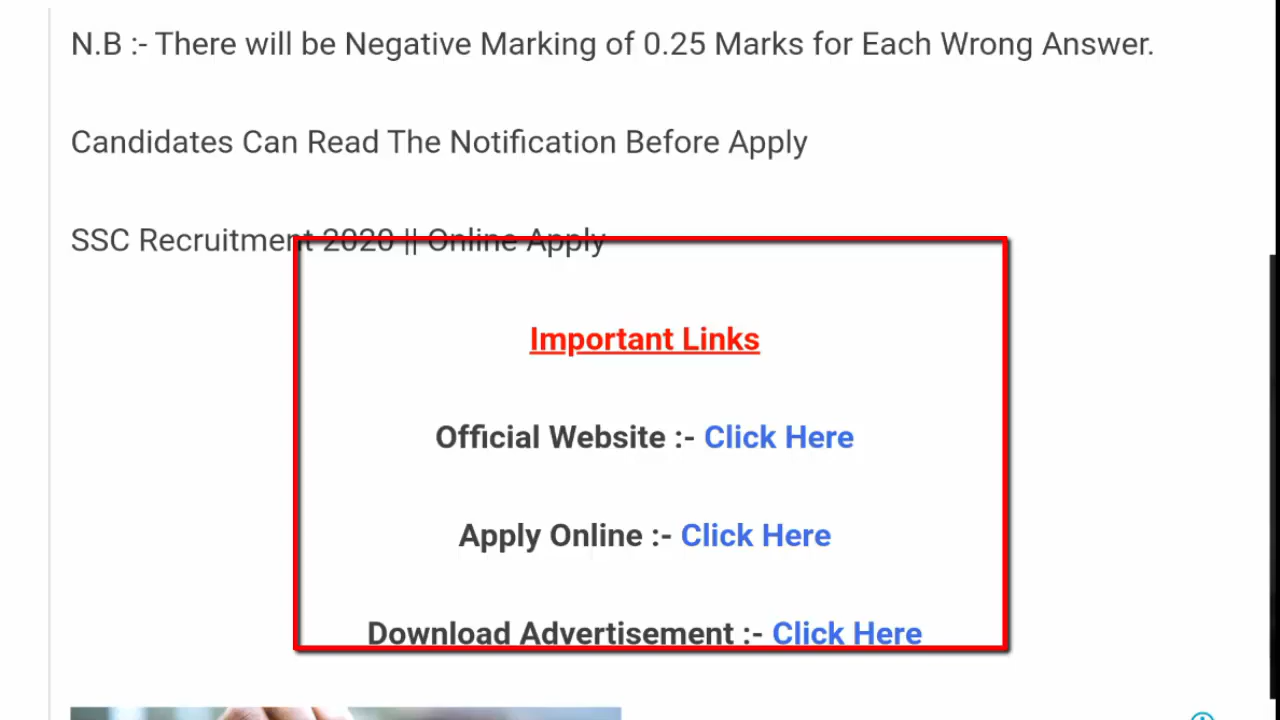 N.B :- There will be Negative Marking of 0.25 Marks for Each Wrong Answer.
Candidates Can Read The Notification Before Apply
SSC Recruitment 2020 || Online Apply
Important Links
Official Website :- Click Here
Apply Online :- Click Here
Download Advertisement :- Click Here